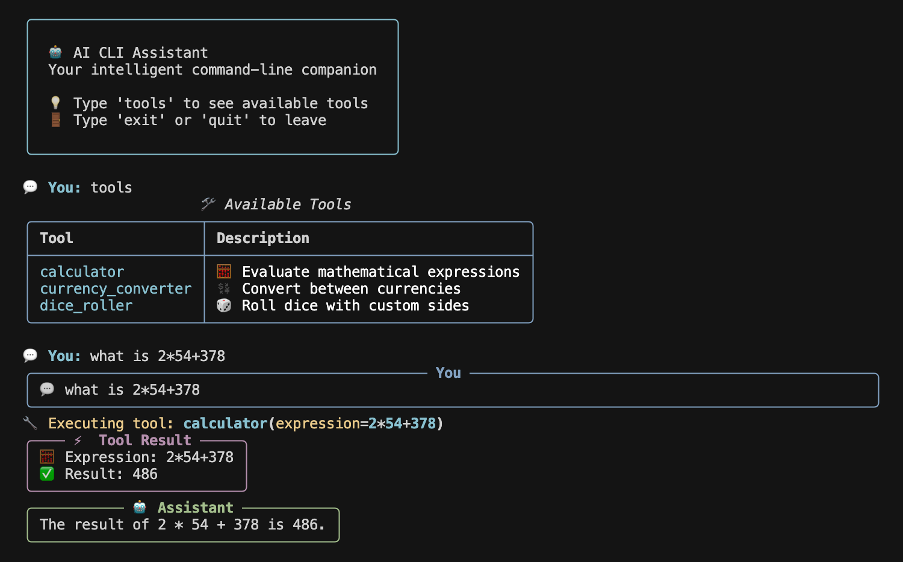 🤖 AI CLI Assistant
Your intelligent command-line companion
💡 Type 'tools' to see available tools
🚪 Type 'exit' or 'quit' to leave
💬 You: tools
🛠 Available Tools
Tool Description
calculator 🧮 Evaluate mathematical expressions
currency_converter 💱 Convert between currencies
dice_roller 🎲 Roll dice with custom sides
💬 You: what is 2*54+378
You
💬 what is 2*54+378
🔧 Executing tool: calculator(expression=2*54+378)
⚡ Tool Result
🧮 Expression: 2*54+378
✅ Result: 486
🤖 Assistant
The result of 2 * 54 + 378 is 486.